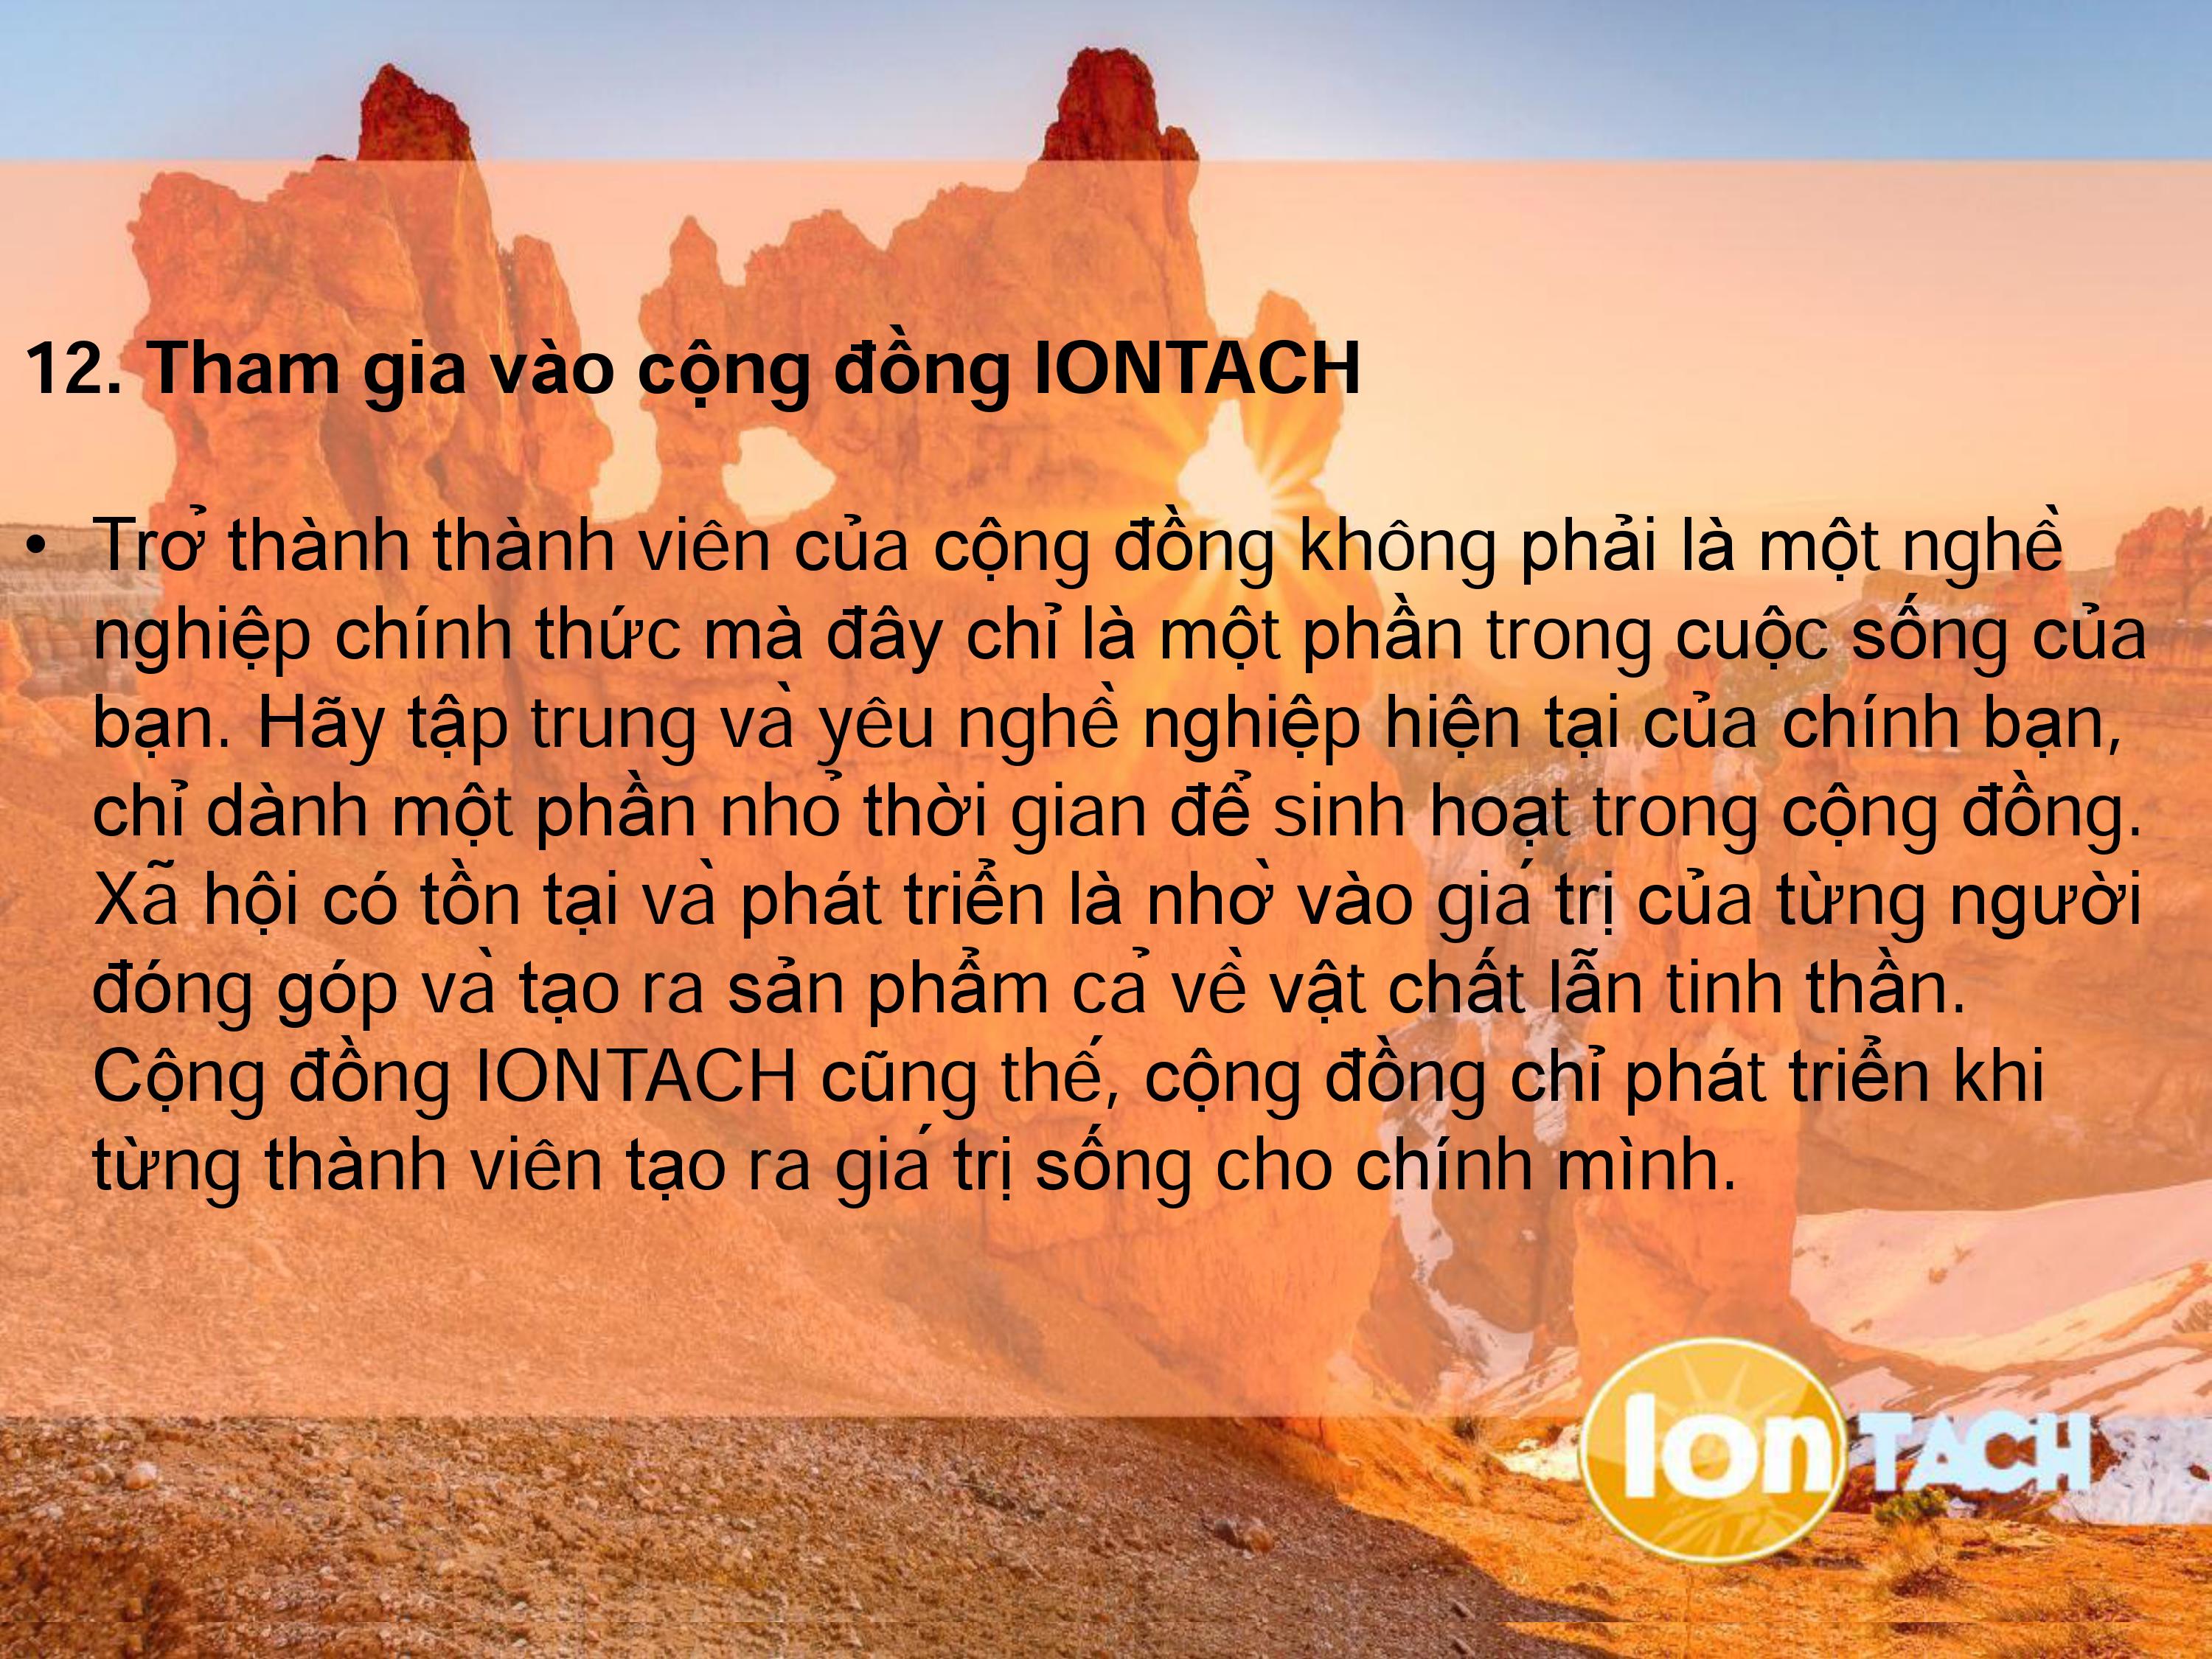 12. Tham gia vào cộng đồng IONTACH
• Trở thành thành viên của cộng đồng không phải là một nghề
nghiệp chính thức mà đây chỉ là một phần trong cuộc sống của
bạn. Hãy tập trung và yêu nghề nghiệp hiện tại của chính bạn,
chỉ dành một phần nhỏ thời gian để sinh hoạt trong cộng đồng.
Xã hội có tồn tại và phát triển là nhờ vào giá trị của từng người
đóng góp và tạo ra sản phẩm cả về vật chất lẫn tinh thần.
Cộng đồng IONTACH cũng thế, cộng đồng chỉ phát triển khi
từng thành viên tạo ra giá trị sống cho chính mình.
Ion TACH